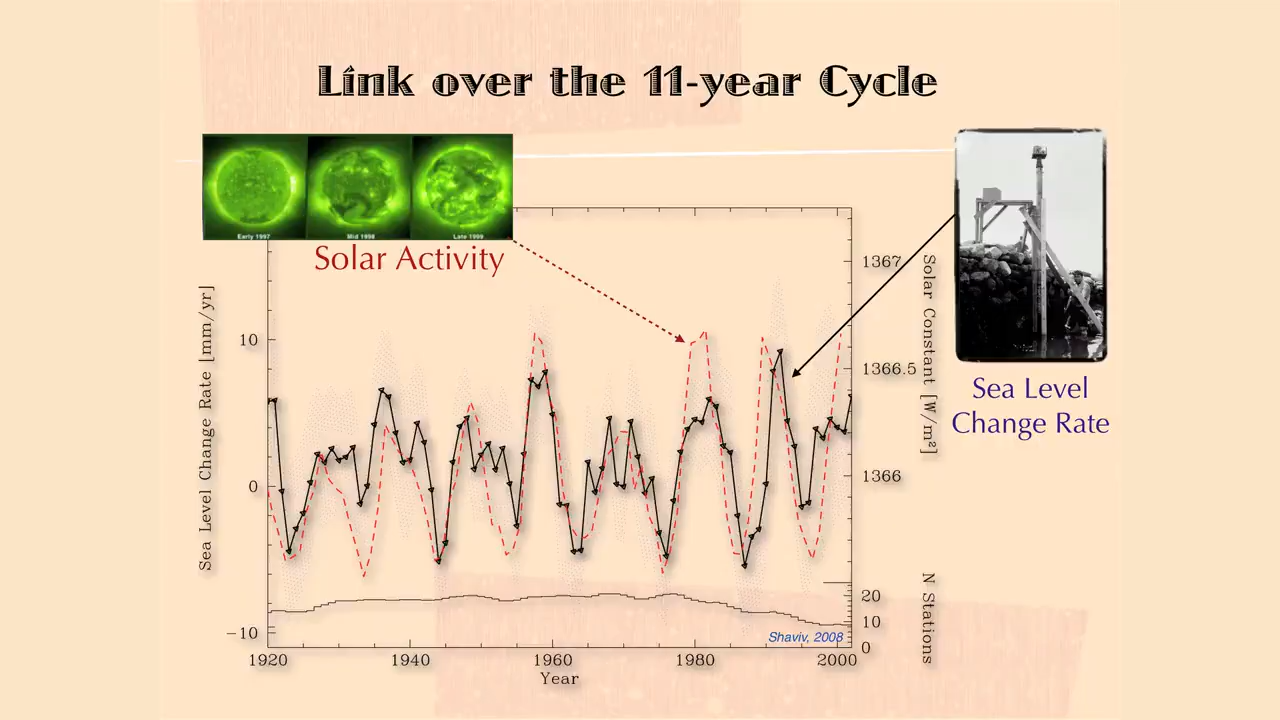 Link over the 11-year Cycle
Early 1997
Mid 1998
Late 1999
Solar Activity
Sea Level
Change Rate
Sea Level Change Rate [mm/yr]
10
0
−10
1367
1366.5
1366
Solar Constant [W/m²]
20
10
0
N Stations
Shaviv, 2008
1920
1940
1960
1980
2000
Year